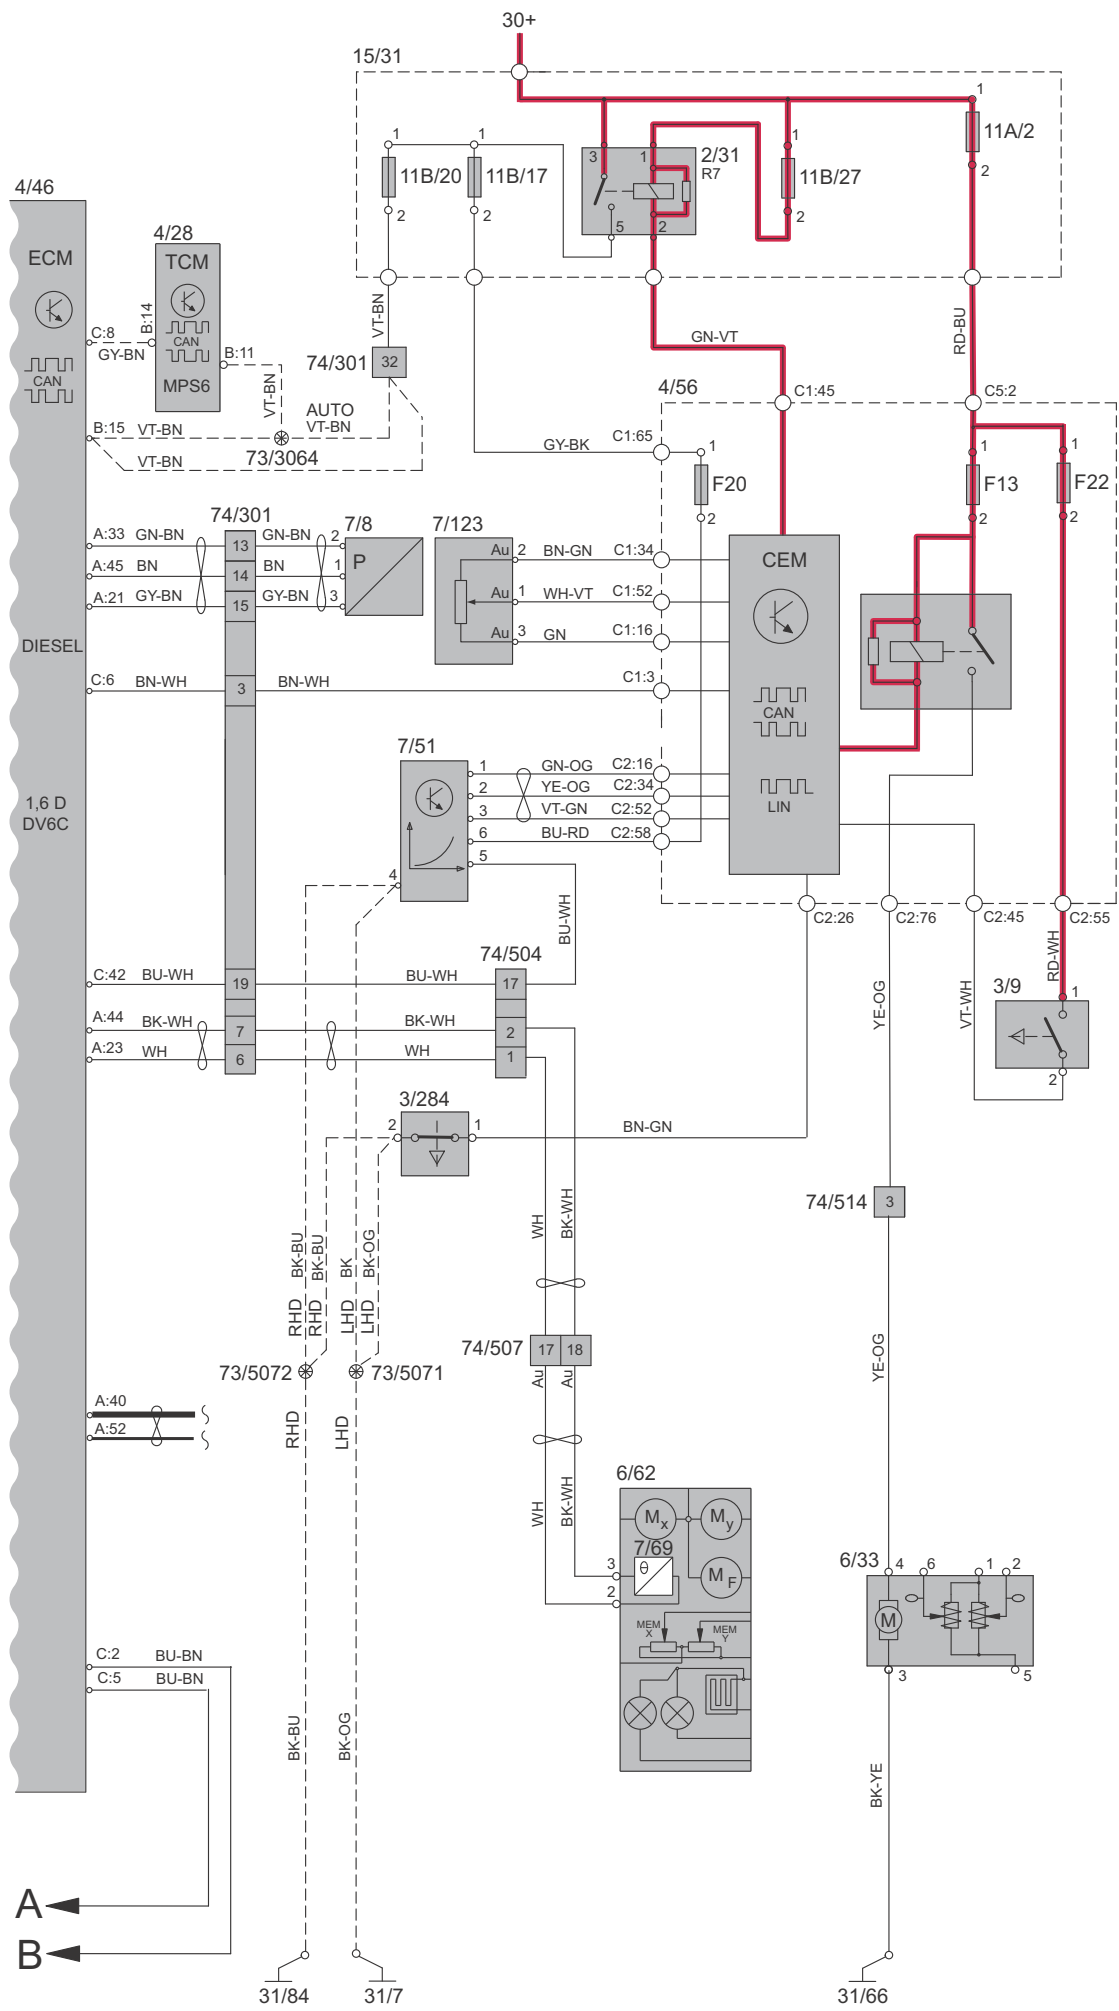 30+
15/31
1
11A/2
2
1
1
11B/20
11B/17
2
2
3
1
2/31
R7
5
2
1
11B/27
2
4/46
ECM
CAN
DIESEL
1,6 D
DV6C
4/28
TCM
CAN
MPS6
C:8
GY-BN
B:14
B:11
VT-BN
VT-BN
74/301
32
GN-VT
RD-BU
B:15
VT-BN
AUTO
VT-BN
73/3064
VT-BN
4/56
C1:45
C5:2
GY-BK
C1:65
1
F20
2
1
F13
2
1
F22
2
74/301
A:33
GN-BN
13
GN-BN
2
7/8
P
A:45
BN
14
BN
1
A:21
GY-BN
15
GY-BN
3
7/123
Au
2
BN-GN
C1:34
Au
1
WH-VT
C1:52
Au
3
GN
C1:16
CEM
CAN
LIN
C:6
BN-WH
3
BN-WH
C1:3
7/51
1
GN-OG
C2:16
2
YE-OG
C2:34
3
VT-GN
C2:52
6
BU-RD
C2:58
5
4
BU-WH
C2:26
C2:76
C2:45
C2:55
C:42
BU-WH
19
BU-WH
74/504
17
A:44
BK-WH
7
BK-WH
2
A:23
WH
6
WH
1
YE-OG
VT-WH
RD-WH
3/9
1
2
3/284
2
1
BN-GN
74/514
3
RHD
BK-BU
RHD
BK-BU
LHD
BK
LHD
BK-OG
WH
BK-WH
73/5072
73/5071
74/507
17
18
Au
Au
YE-OG
A:40
A:52
RHD
LHD
WH
BK-WH
6/62
Mx
My
7/69
θ
3
2
MF
MEM
X
MEM
Y
6/33
4
6
1
2
M
3
5
C:2
BU-BN
C:5
BU-BN
BK-BU
BK-OG
BK-YE
A
B
31/84
31/7
31/66